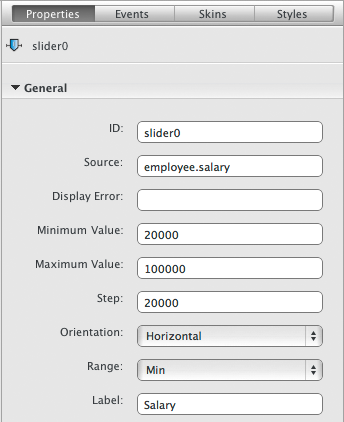 Properties Events Skins Styles
slider0
General
ID: slider0
Source: employee.salary
Display Error:
Minimum Value: 20000
Maximum Value: 100000
Step: 20000
Orientation: Horizontal
Range: Min
Label: Salary